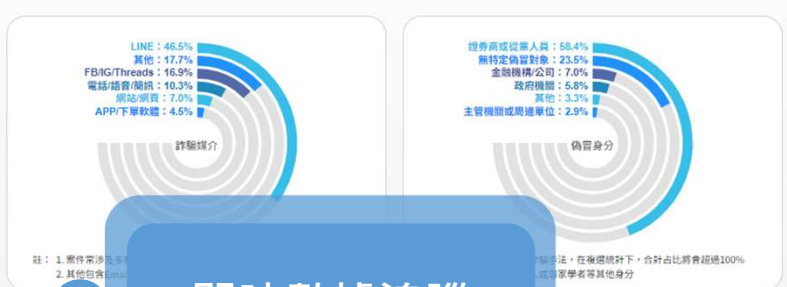 LINE：46.5%
其他：17.7%
FB/IG/Threads：16.9%
電話/語音/簡訊：10.3%
網站/網頁：7.0%
APP/下單軟體：4.5%
詐騙媒介
證券商或從業人員：58.4%
無特定偽冒對象：23.5%
金融機構/公司：7.0%
政府機關：5.8%
其他：3.3%
主管機關或周邊單位：2.9%
偽冒身分
註： 1. 案件常涉及多
手法，在複選統計下，合計占比將會超過100%
2. 其他包含Email
家學者等其他身分